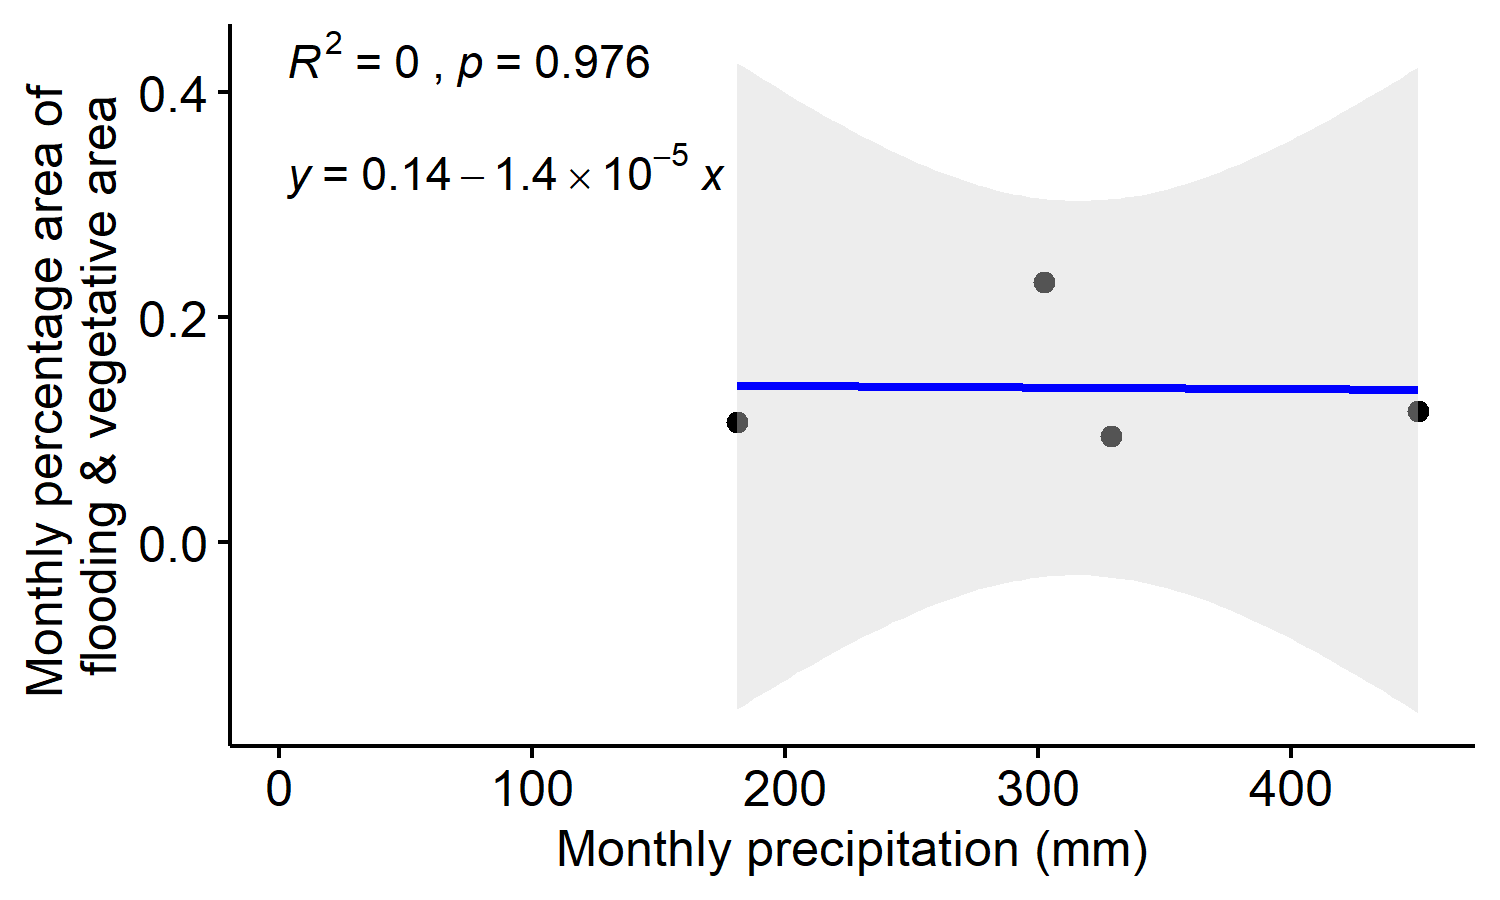 R² = 0 , p = 0.976
y = 0.14 – 1.4 × 10⁻⁵ x
Monthly percentage area of
flooding & vegetative area
0.4
0.2
0.0
0 100 200 300 400
Monthly precipitation (mm)